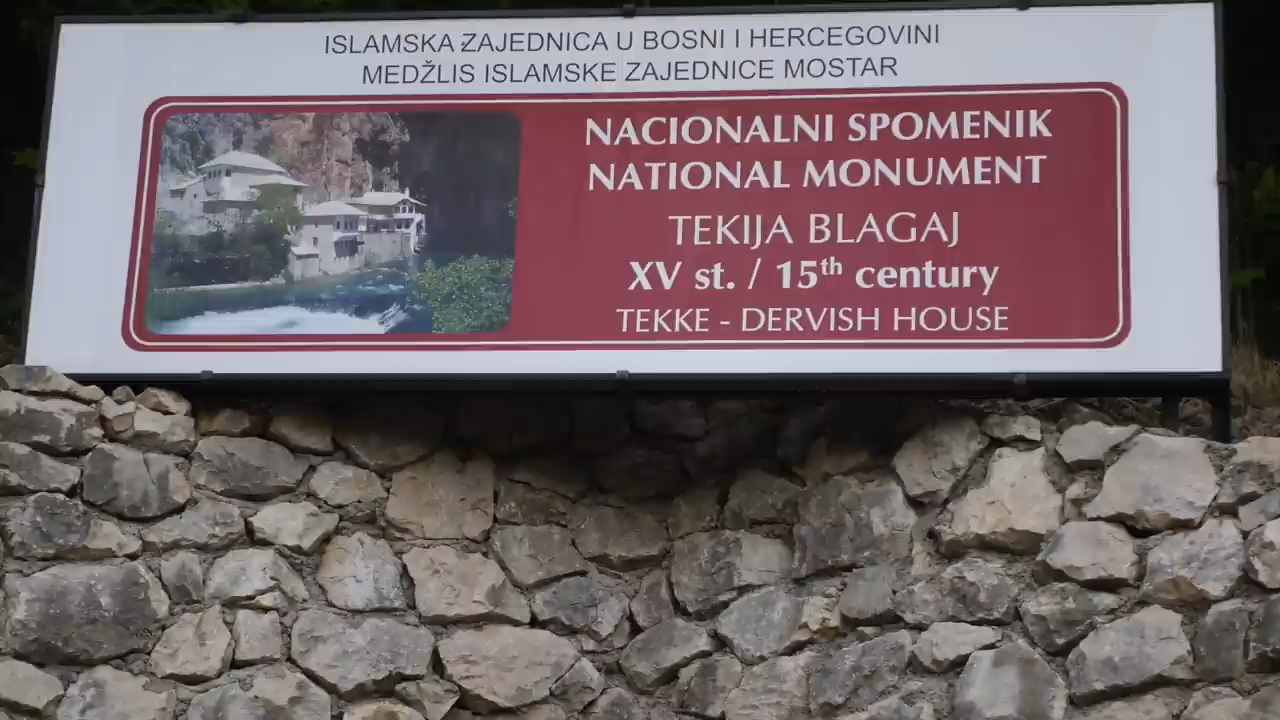 ISLAMSKA ZAJEDNICA U BOSNI I HERCEGOVINI
MEDŽLIS ISLAMSKE ZAJEDNICE MOSTAR
NACIONALNI SPOMENIK
NATIONAL MONUMENT
TEKIJA BLAGAJ
XV st. / 15th century
TEKKE - DERVISH HOUSE